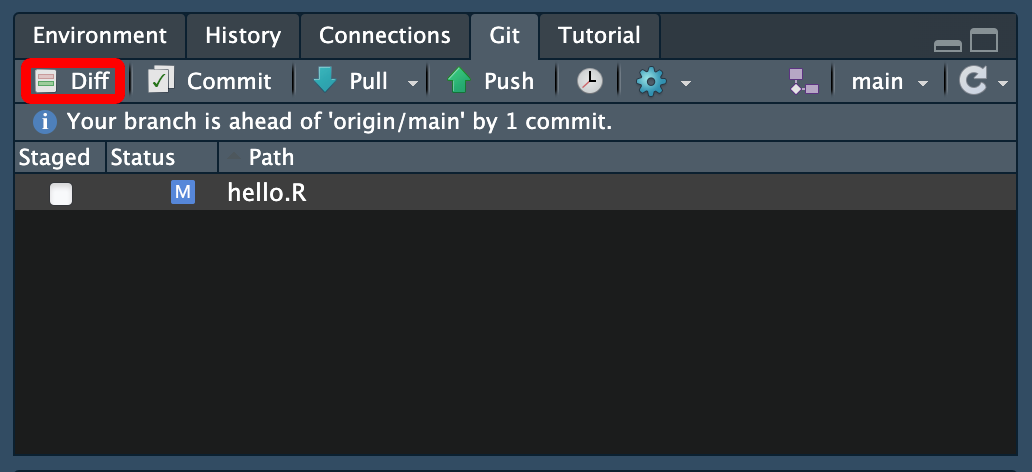 Environment History Connections Git Tutorial
Diff Commit Pull Push main
i Your branch is ahead of 'origin/main' by 1 commit.
Staged Status Path
M hello.R